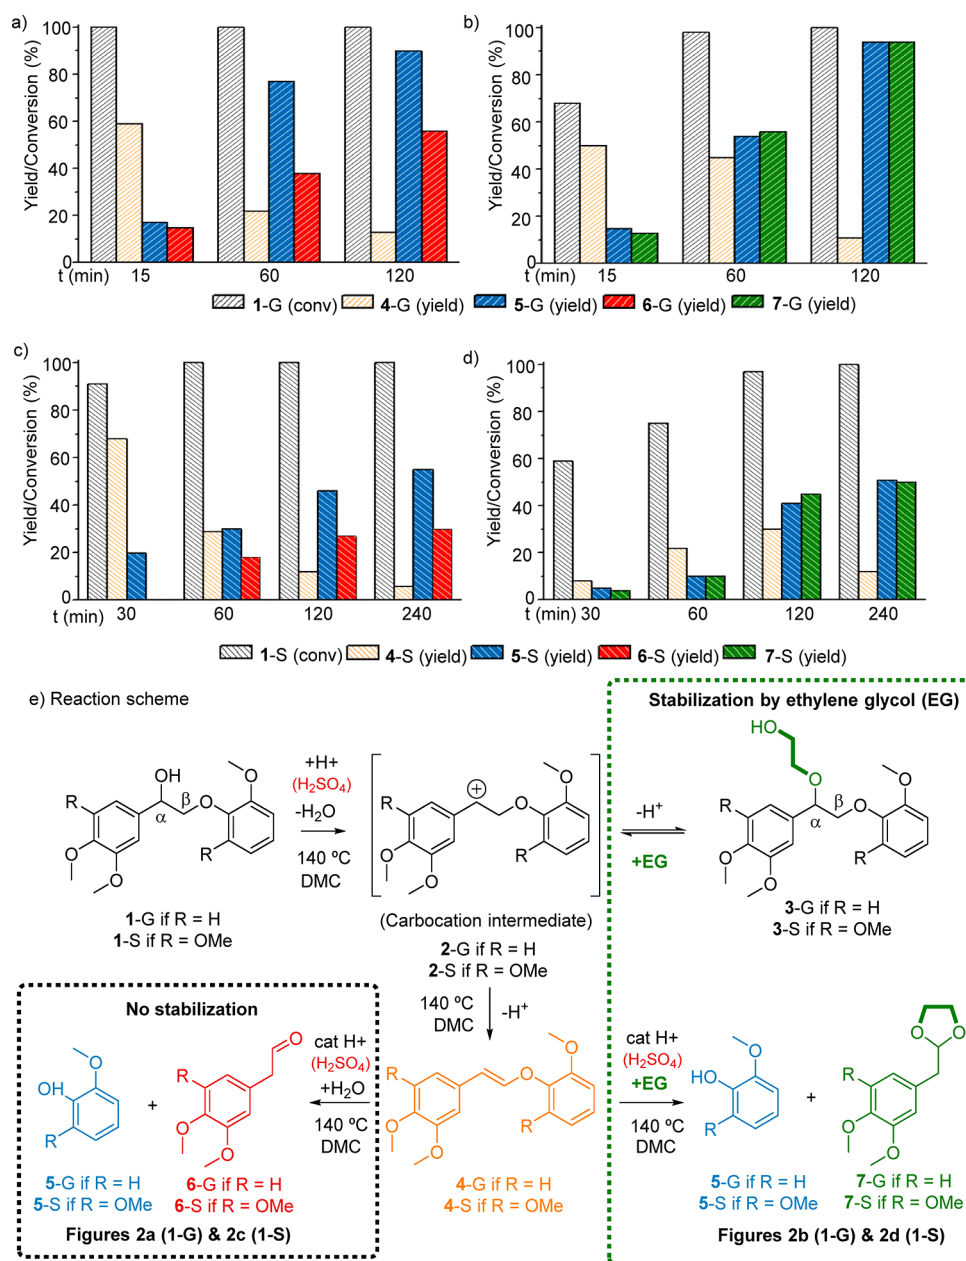 a)
Yield/Conversion (%)
100
80
60
40
20
0
t (min)
15
60
120
b)
Yield/Conversion (%)
100
80
60
40
20
0
t (min)
15
60
120
1-G (conv) 4-G (yield) 5-G (yield) 6-G (yield) 7-G (yield)
c)
Yield/Conversion (%)
100
80
60
40
20
0
t (min)
30
60
120
240
d)
Yield/Conversion (%)
100
80
60
40
20
0
t (min)
30
60
120
240
1-S (conv) 4-S (yield) 5-S (yield) 6-S (yield) 7-S (yield)
e) Reaction scheme
Stabilization by ethylene glycol (EG)
OH
β
α
O
O
R
R
O
O
1-G if R = H
1-S if R = OMe
+H+
(H₂SO₄)
-H₂O
140 ºC
DMC
+
O
O
R
R
O
O
(Carbocation intermediate)
2-G if R = H
2-S if R = OMe
-H⁺
+EG
HO
O
β
α
O
O
R
R
O
O
3-G if R = H
3-S if R = OMe
140 ºC
DMC
-H⁺
No stabilization
O
OH
R
5-G if R = H
5-S if R = OMe
+
O
R
O
O
6-G if R = H
6-S if R = OMe
Figures 2a (1-G) & 2c (1-S)
cat H+
(H₂SO₄)
+H₂O
140 ºC
DMC
O
O
R
R
O
O
4-G if R = H
4-S if R = OMe
cat H+
(H₂SO₄)
+EG
140 ºC
DMC
O
HO
R
5-G if R = H
5-S if R = OMe
+
O
O
R
O
O
7-G if R = H
7-S if R = OMe
Figures 2b (1-G) & 2d (1-S)